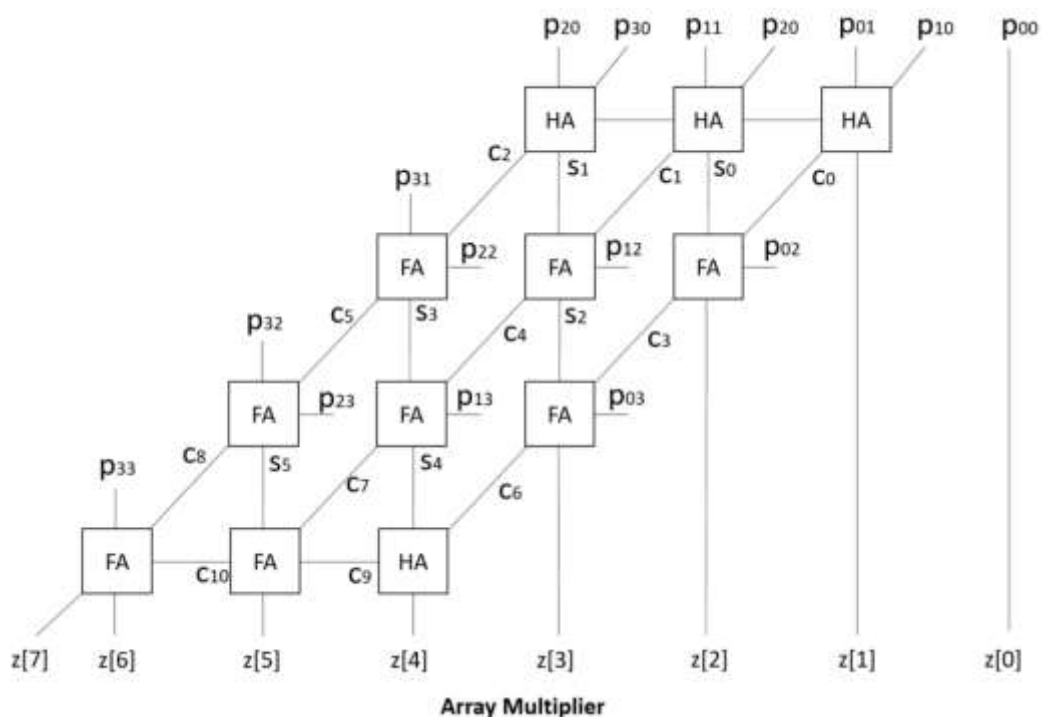 p20 p30 p11 p20 p01 p10 p00
HA HA HA
c2 s1 c1 s0 c0
p31
FA p22 FA p12 FA p02
c5 s3 c4 s2 c3
p32
FA p23 FA p13 FA p03
c8 s5 c7 s4 c6
p33
FA c10 FA c9 HA
z[7] z[6] z[5] z[4] z[3] z[2] z[1] z[0]
Array Multiplier